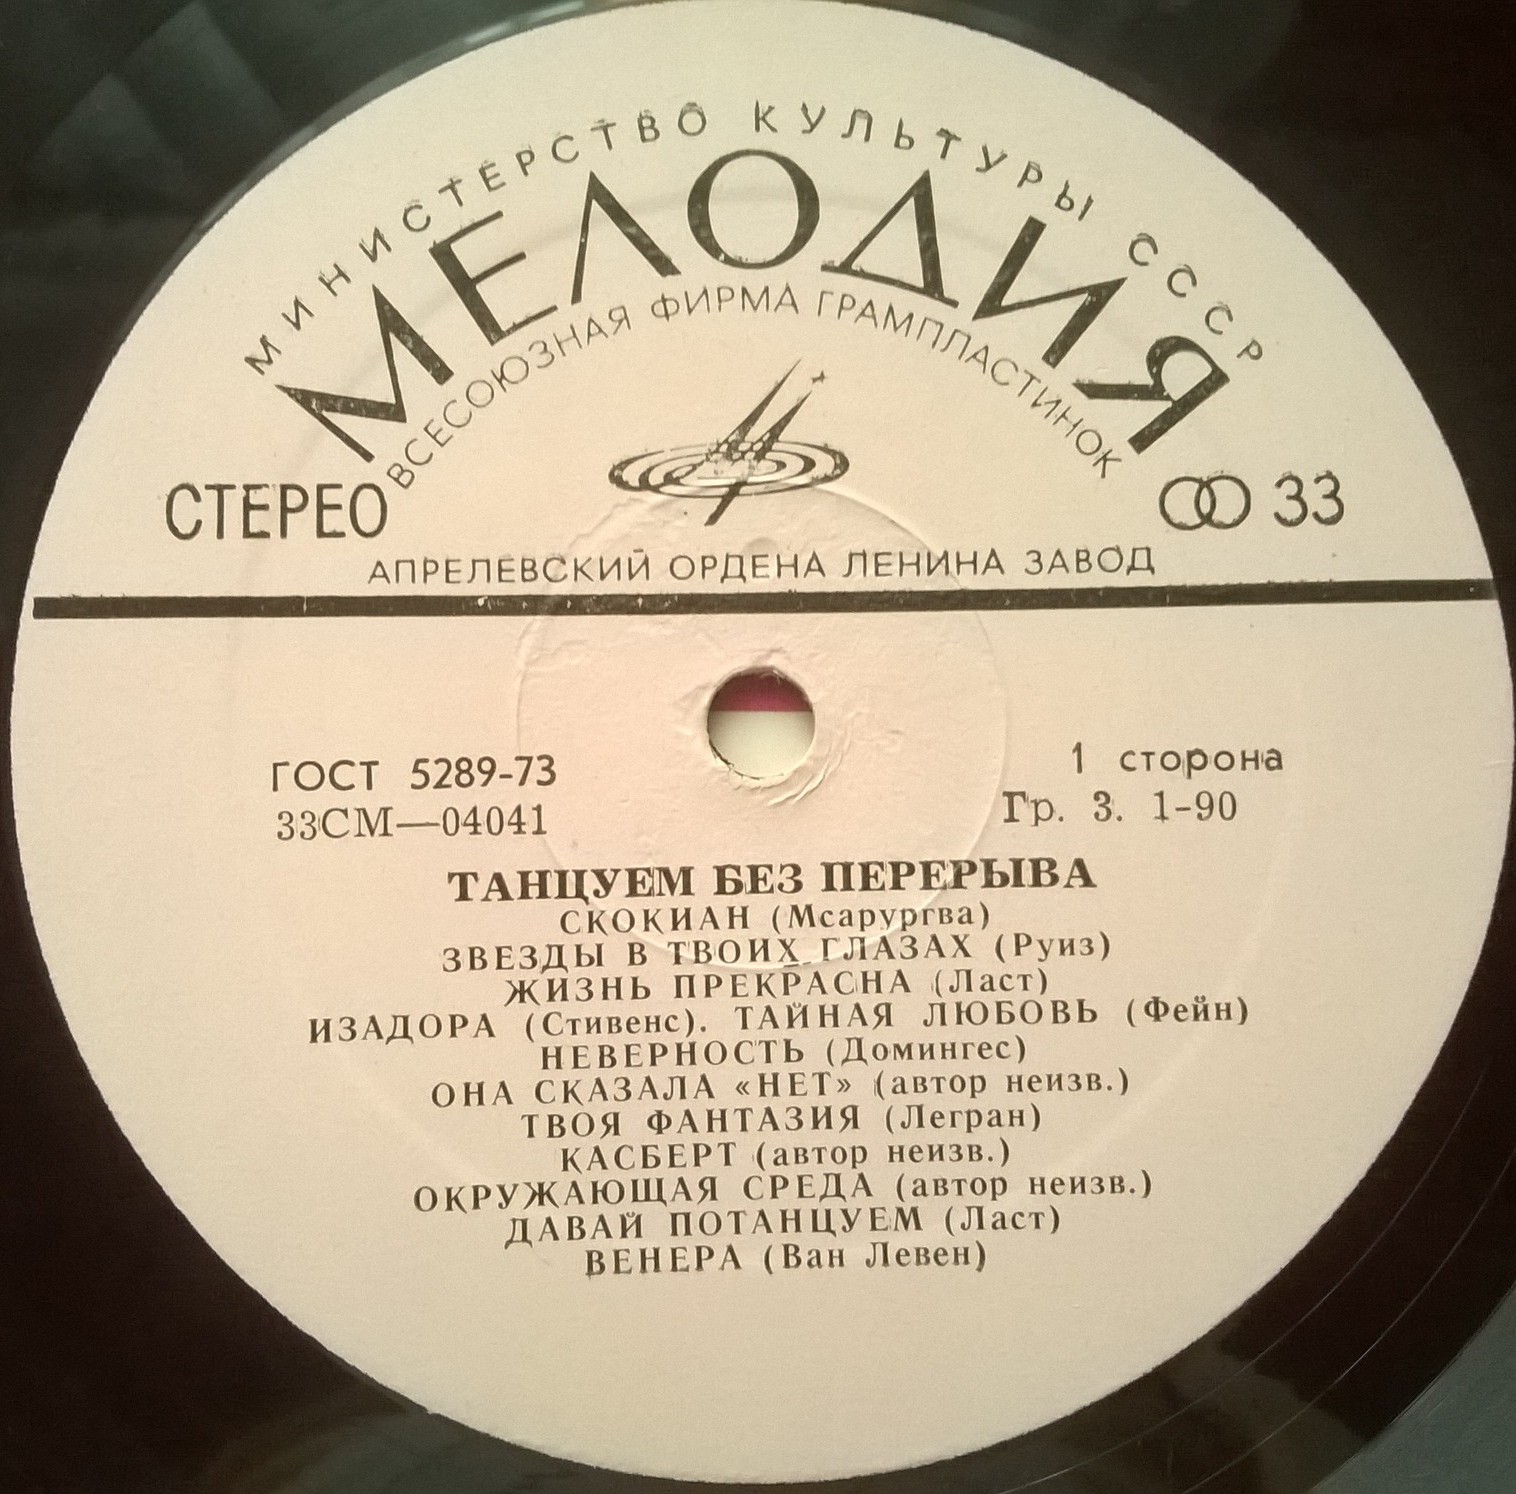 МИНИСТЕРСТВО КУЛЬТУРЫ СССР
МЕЛОДИЯ
ВСЕСОЮЗНАЯ ФИРМА ГРАМПЛАСТИНОК
СТЕРЕО
33
АПРЕЛЕВСКИЙ ОРДЕНА ЛЕНИНА ЗАВОД
ГОСТ 5289-73
1 сторона
33СМ—04041
Гр. 3. 1-90
ТАНЦУЕМ БЕЗ ПЕРЕРЫВА
СКОКИАН (Мсарургва)
ЗВЕЗДЫ В ТВОИХ ГЛАЗАХ (Руиз)
ЖИЗНЬ ПРЕКРАСНА (Ласт)
ИЗАДОРА (Стивенс). ТАЙНАЯ ЛЮБОВЬ (Фейн)
НЕВЕРНОСТЬ (Домингес)
ОНА СКАЗАЛА «НЕТ» (автор неизв.)
ТВОЯ ФАНТАЗИЯ (Легран)
КАСБЕРТ (автор неизв.)
ОКРУЖАЮЩАЯ СРЕДА (автор неизв.)
ДАВАЙ ПОТАНЦУЕМ (Ласт)
ВЕНЕРА (Ван Левен)